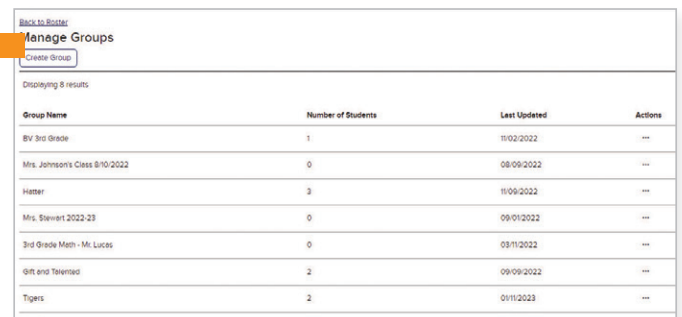 Back to Roster
Manage Groups
Create Group
Displaying 8 results
Group Name Number of Students Last Updated Actions
BV 3rd Grade 1 11/02/2022 ...
Mrs. Johnson's Class 8/10/2022 0 08/09/2022 ...
Hatter 3 11/09/2022 ...
Mrs. Stewart 2022-23 0 09/01/2022 ...
3rd Grade Math - Mr. Lucas 0 03/11/2022 ...
Gift and Talented 2 09/09/2022 ...
Tigers 2 01/11/2023 ...